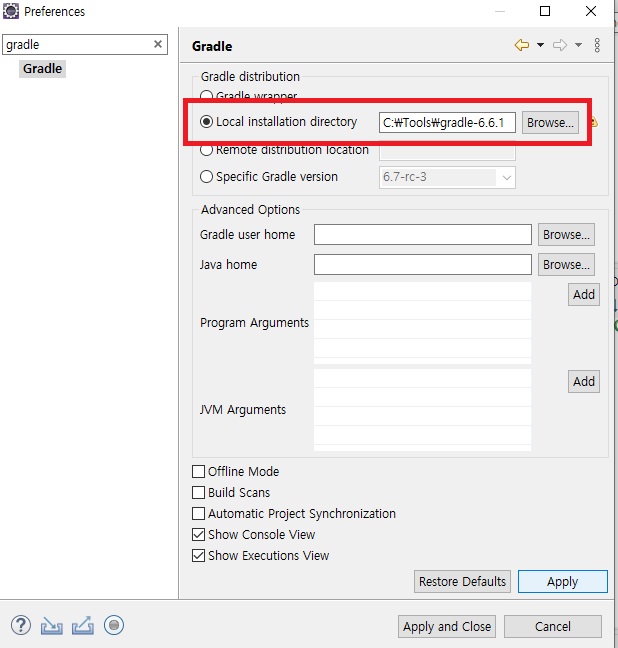 Preferences
gradle
Gradle
Gradle
Gradle distribution
Gradle wrapper
Local installation directory C:₩Tools₩gradle-6.6.1 Browse...
Remote distribution location
Specific Gradle version 6.7-rc-3
Advanced Options
Gradle user home Browse...
Java home Browse...
Add
Program Arguments
Add
JVM Arguments
Offline Mode
Build Scans
Automatic Project Synchronization
Show Console View
Show Executions View
Restore Defaults Apply
Apply and Close Cancel